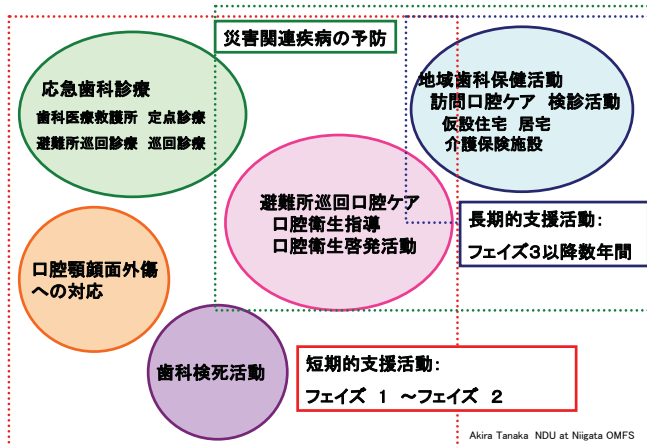 災害関連疾病の予防
応急歯科診療
歯科医療救護所 定点診療
避難所巡回診療 巡回診療
地域歯科保健活動
訪問口腔ケア 検診活動
仮設住宅 居宅
介護保険施設
避難所巡回口腔ケア
口腔衛生指導
口腔衛生啓発活動
長期的支援活動:
フェイズ3以降数年間
口腔顎顔面外傷
への対応
歯科検死活動
短期的支援活動:
フェイズ 1 ~フェイズ 2
Akira Tanaka NDU at Niigata OMFS